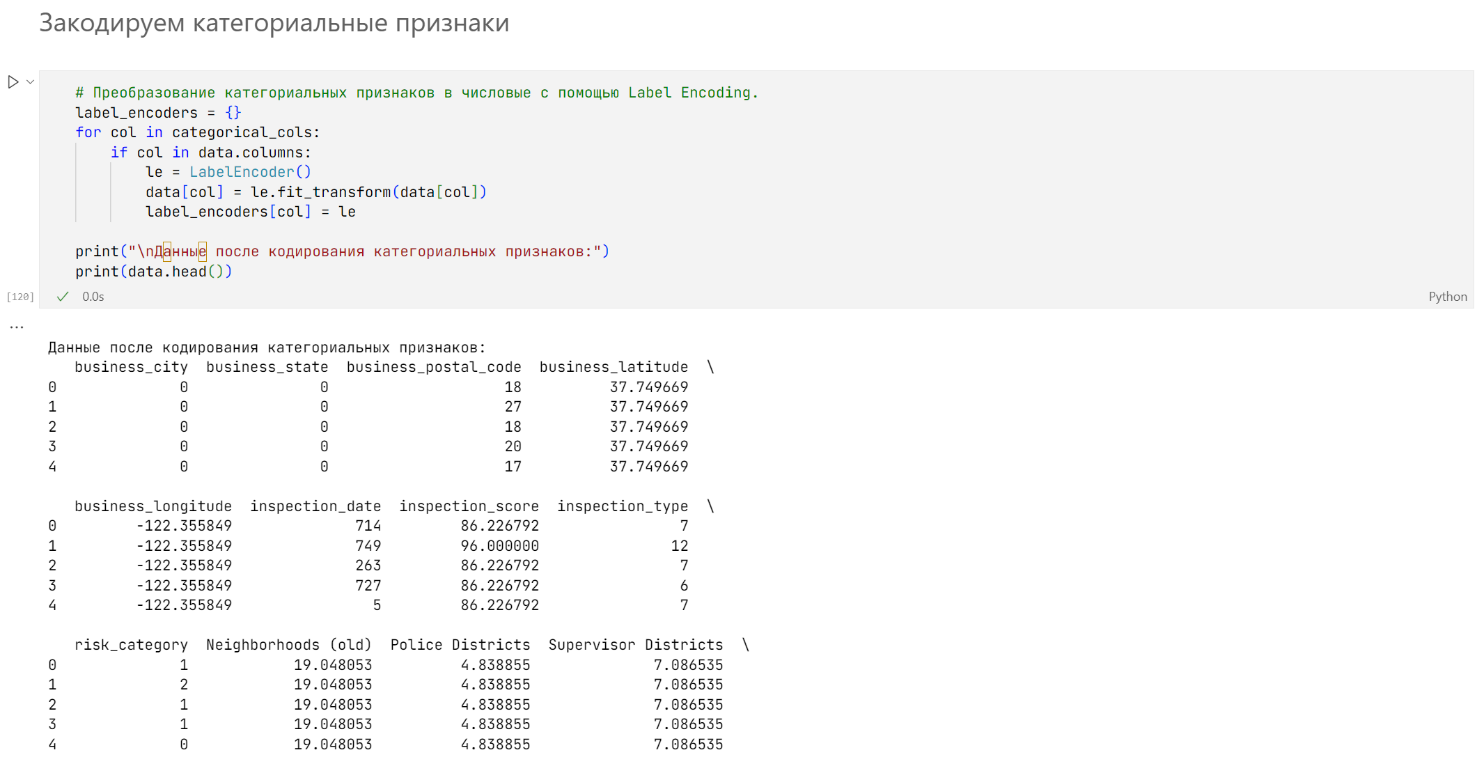 Закодируем категориальные признаки
# Преобразование категориальных признаков в числовые с помощью Label Encoding.
label_encoders = {}
for col in categorical_cols:
    if col in data.columns:
        le = LabelEncoder()
        data[col] = le.fit_transform(data[col])
        label_encoders[col] = le
print("\nДанные после кодирования категориальных признаков:")
print(data.head())
[120] ✓ 0.0s Python
...
Данные после кодирования категориальных признаков:
   business_city  business_state  business_postal_code  business_latitude  \
0              0               0                    18          37.749669
1              0               0                    27          37.749669
2              0               0                    18          37.749669
3              0               0                    20          37.749669
4              0               0                    17          37.749669
   business_longitude  inspection_date  inspection_score  inspection_type  \
0         -122.355849              714         86.226792                7
1         -122.355849              749         96.000000               12
2         -122.355849              263         86.226792                7
3         -122.355849              727         86.226792                6
4         -122.355849                5         86.226792                7
   risk_category  Neighborhoods (old)  Police Districts  Supervisor Districts  \
0              1            19.048053          4.838855              7.086535
1              2            19.048053          4.838855              7.086535
2              1            19.048053          4.838855              7.086535
3              1            19.048053          4.838855              7.086535
4              0            19.048053          4.838855              7.086535